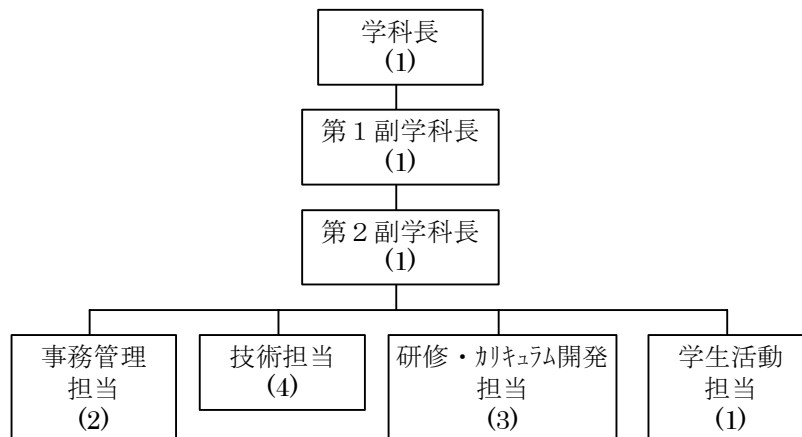 学科長
(1)
第１副学科長
(1)
第２副学科長
(1)
事務管理
担当
(2)
技術担当
(4)
研修・ｶﾘｷｭﾗﾑ開発
担当
(3)
学生活動
担当
(1)